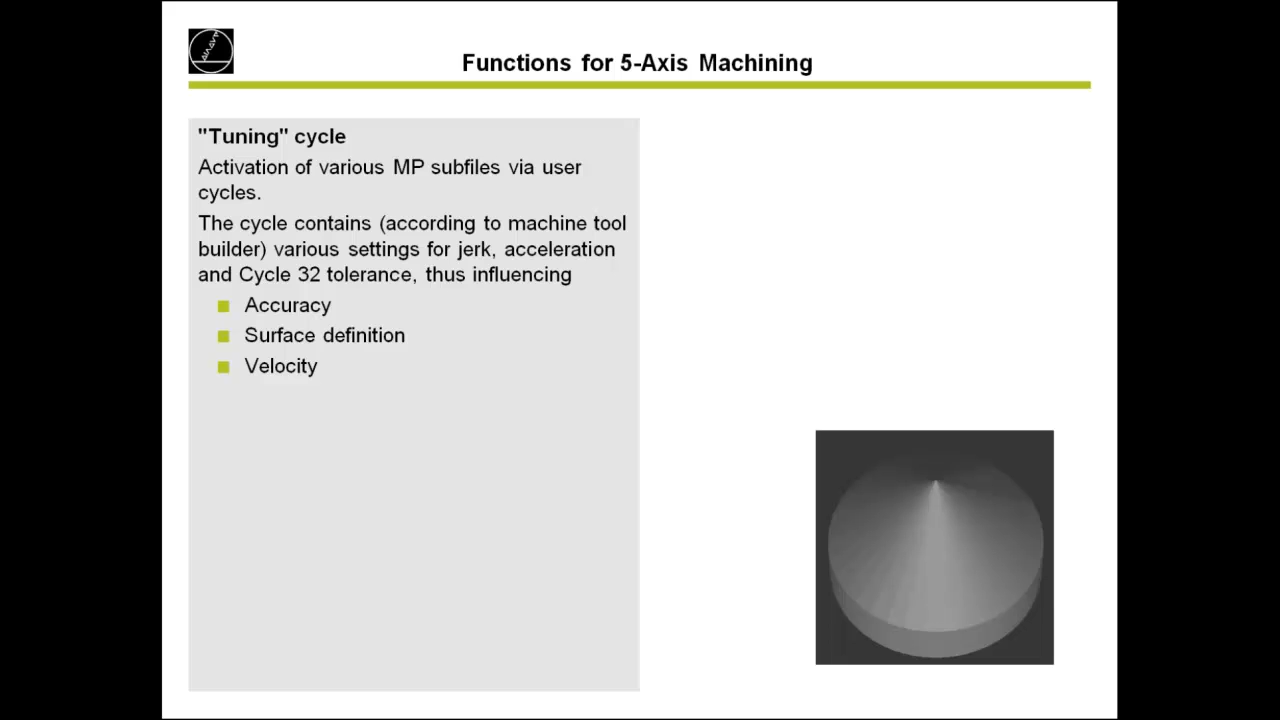 Functions for 5-Axis Machining
"Tuning" cycle
Activation of various MP subfiles via user
cycles.
The cycle contains (according to machine tool
builder) various settings for jerk, acceleration
and Cycle 32 tolerance, thus influencing
Accuracy
Surface definition
Velocity